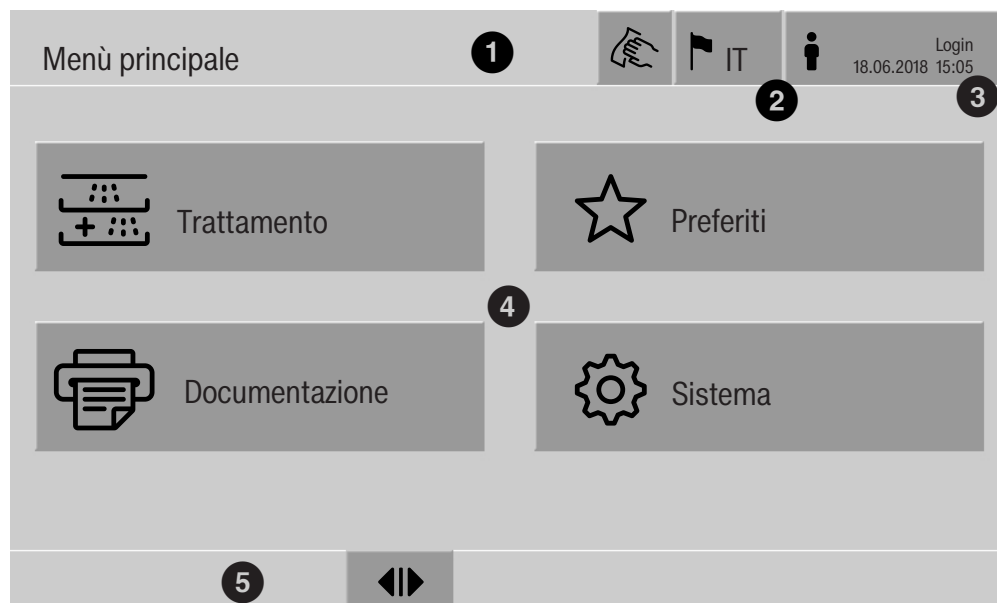 Menù principale
1
IT
Login
18.06.2018 15:05
2
3
Trattamento
Preferiti
4
Documentazione
Sistema
5